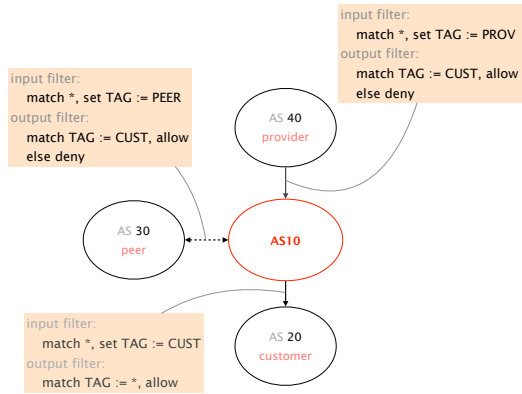 input filter:
match *, set TAG := PROV
output filter:
match TAG := CUST, allow
else deny
input filter:
match *, set TAG := PEER
output filter:
match TAG := CUST, allow
else deny
AS 40
provider
AS 30
peer
AS10
AS 20
customer
input filter:
match *, set TAG := CUST
output filter:
match TAG := *, allow